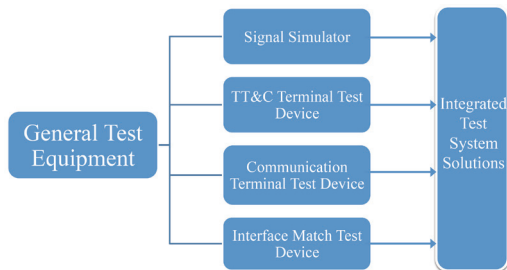 General Test
Equipment
Signal Simulator
TT&C Terminal Test
Device
Communication
Terminal Test Device
Interface Match Test
Device
Integrated
Test
System
Solutions